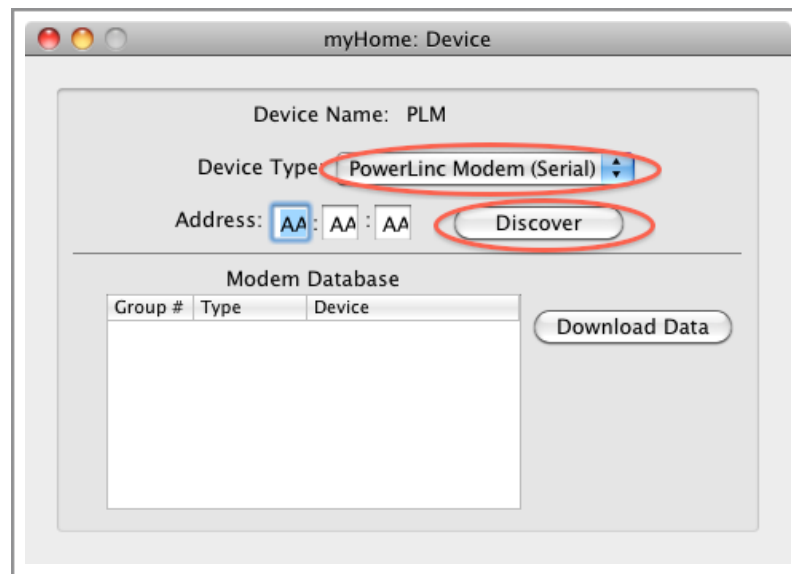 myHome: Device
Device Name: PLM
Device Type: PowerLinc Modem (Serial)
Address: AA : AA : AA Discover
Modem Database
Group # Type Device
Download Data